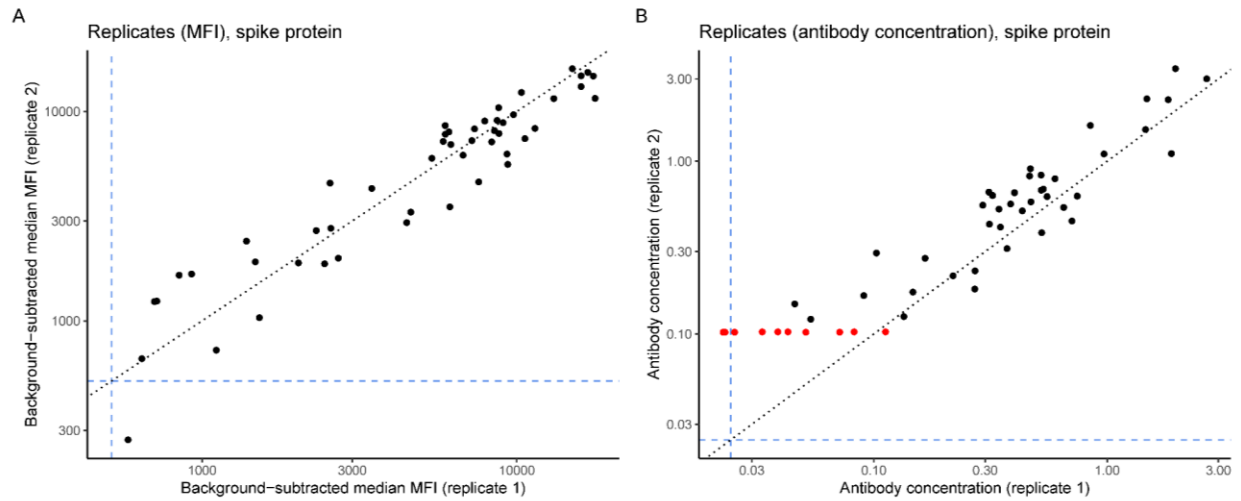 A
Replicates (MFI), spike protein
Background−subtracted median MFI (replicate 2)
10000
3000
1000
300
1000
3000
10000
Background−subtracted median MFI (replicate 1)
B
Replicates (antibody concentration), spike protein
Antibody concentration (replicate 2)
3.00
1.00
0.30
0.10
0.03
0.03
0.10
0.30
1.00
3.00
Antibody concentration (replicate 1)